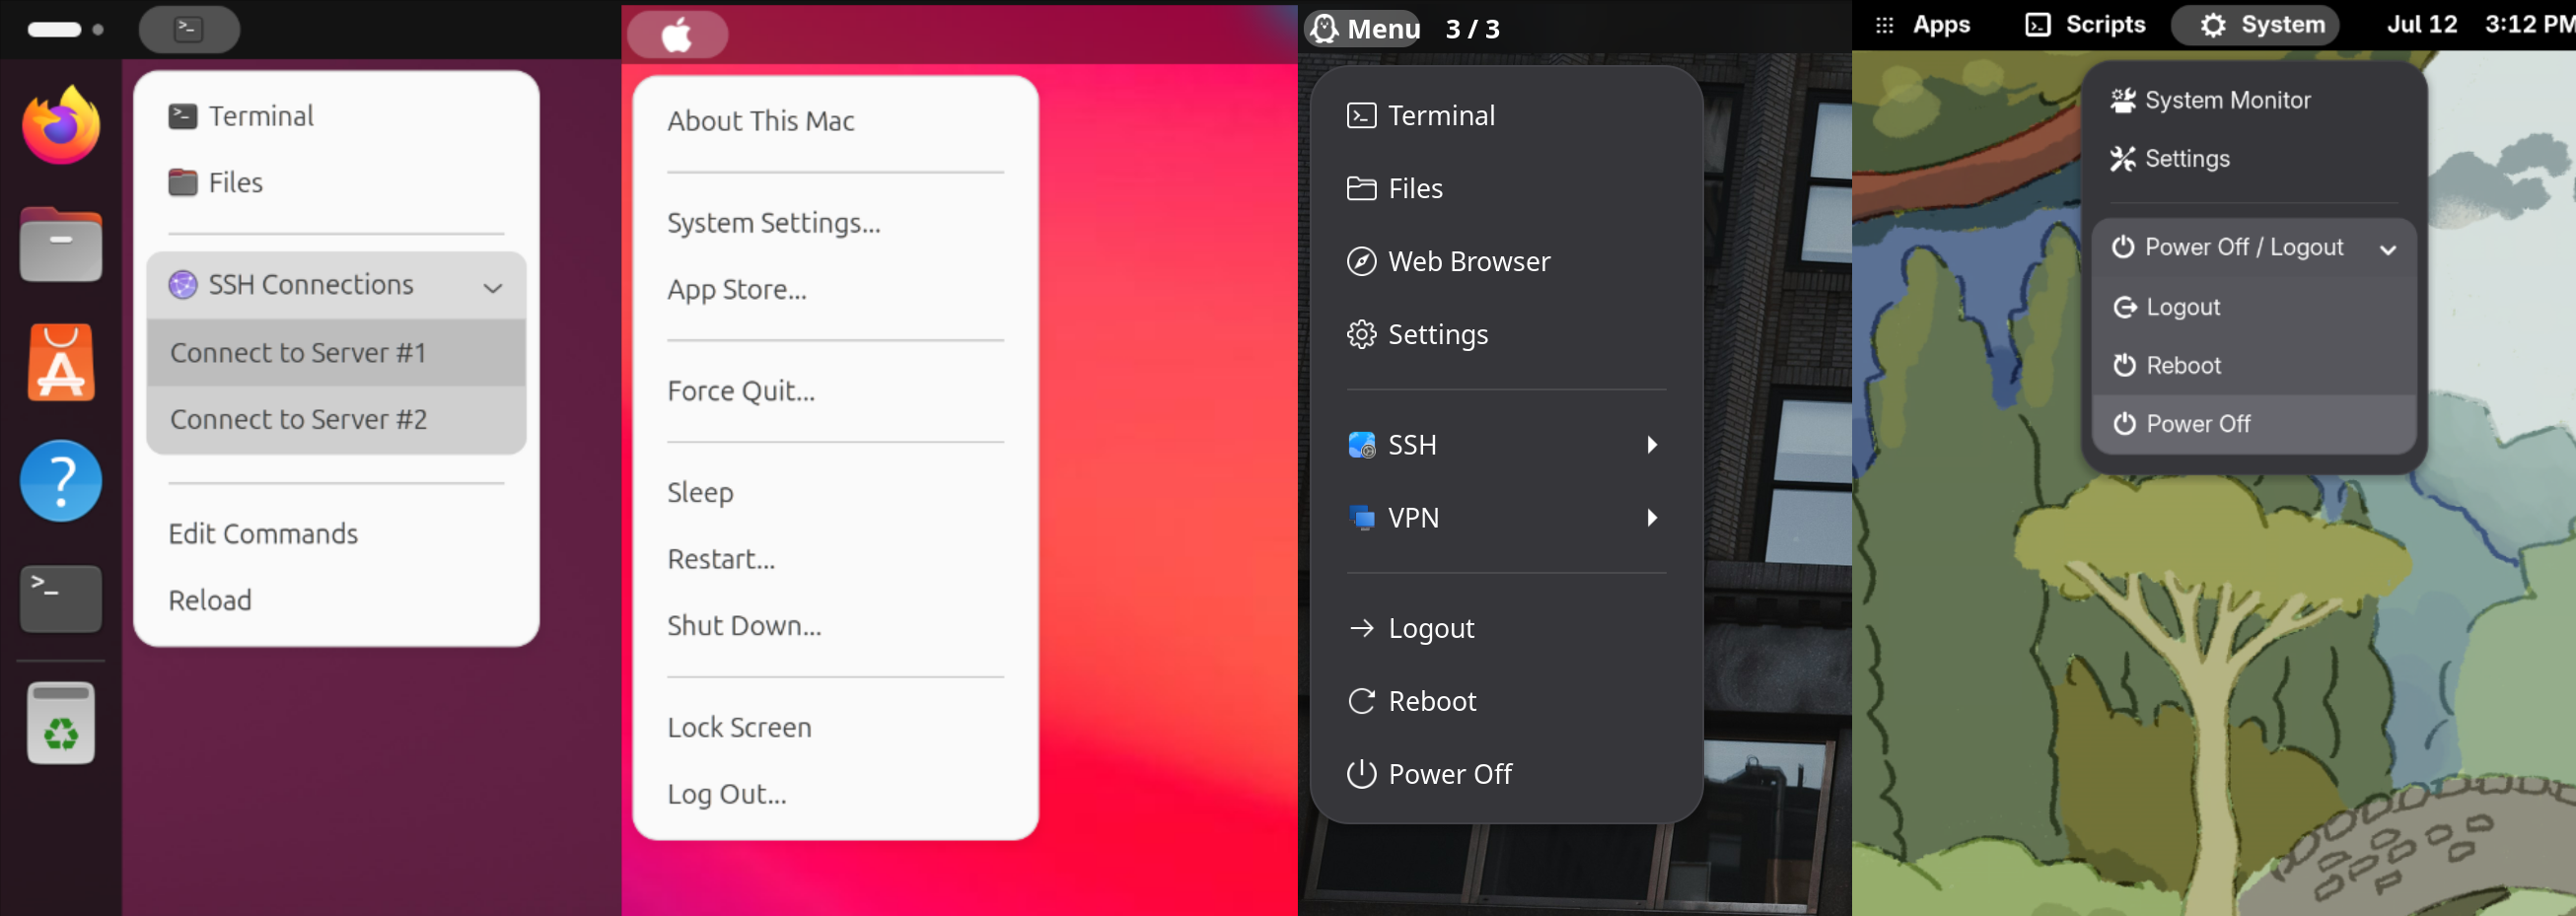 Terminal
Files
SSH Connections
Connect to Server #1
Connect to Server #2
Edit Commands
Reload
About This Mac
System Settings...
App Store...
Force Quit...
Sleep
Restart...
Shut Down...
Lock Screen
Log Out...
Menu 3 / 3
Terminal
Files
Web Browser
Settings
SSH
VPN
Logout
Reboot
Power Off
Apps Scripts System Jul 12 3:12 PM
System Monitor
Settings
Power Off / Logout
Logout
Reboot
Power Off